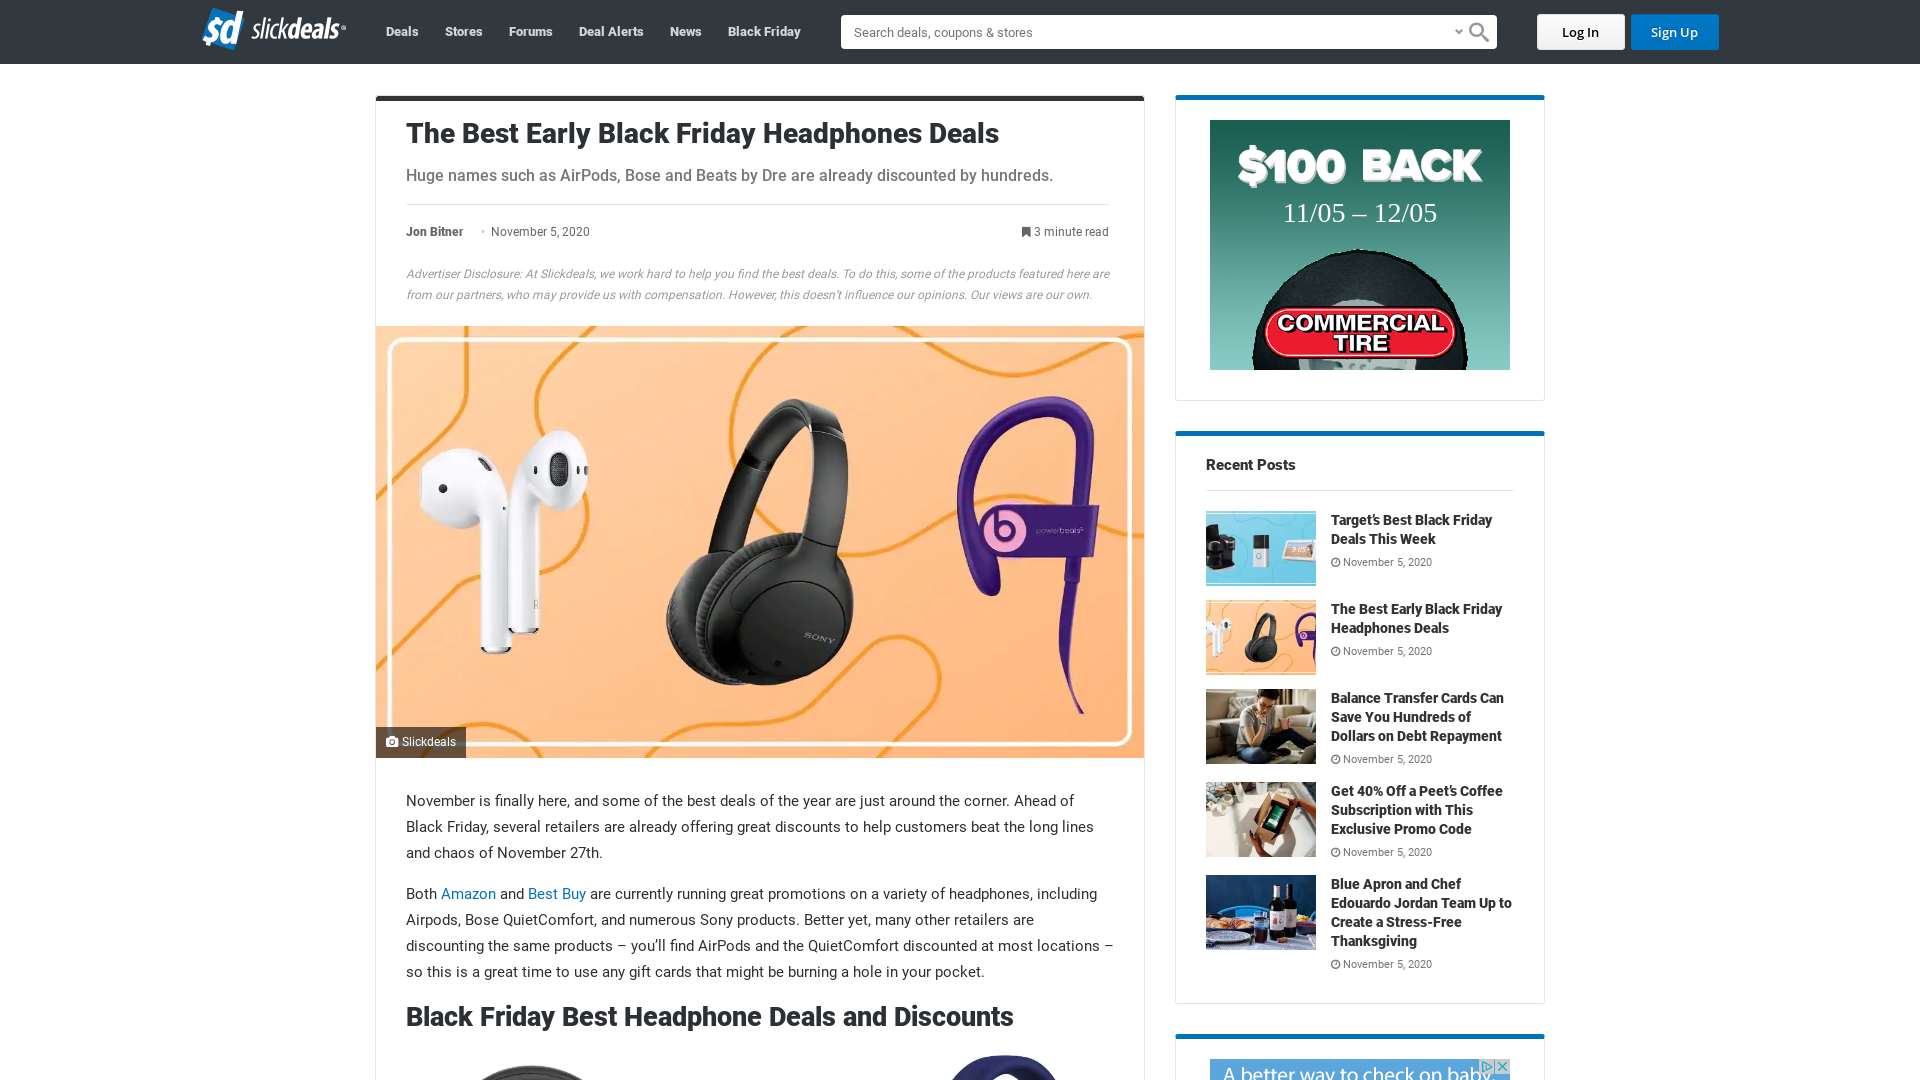 sd slickdeals®
Deals
Stores
Forums
Deal Alerts
News
Black Friday
Search deals, coupons & stores
Log In
Sign Up
The Best Early Black Friday Headphones Deals
Huge names such as AirPods, Bose and Beats by Dre are already discounted by hundreds.
Jon Bitner
November 5, 2020
3 minute read
Advertiser Disclosure: At Slickdeals, we work hard to help you find the best deals. To do this, some of the products featured here are
from our partners, who may provide us with compensation. However, this doesn’t influence our opinions. Our views are our own.
SONY
b
powerbeats3
Slickdeals
November is finally here, and some of the best deals of the year are just around the corner. Ahead of
Black Friday, several retailers are already offering great discounts to help customers beat the long lines
and chaos of November 27th.
Both Amazon and Best Buy are currently running great promotions on a variety of headphones, including
Airpods, Bose QuietComfort, and numerous Sony products. Better yet, many other retailers are
discounting the same products – you’ll find AirPods and the QuietComfort discounted at most locations –
so this is a great time to use any gift cards that might be burning a hole in your pocket.
Black Friday Best Headphone Deals and Discounts
$100 BACK
11/05 – 12/05
COMMERCIAL
TIRE
Recent Posts
Target’s Best Black Friday
Deals This Week
November 5, 2020
The Best Early Black Friday
Headphones Deals
November 5, 2020
Balance Transfer Cards Can
Save You Hundreds of
Dollars on Debt Repayment
November 5, 2020
Get 40% Off a Peet’s Coffee
Subscription with This
Exclusive Promo Code
November 5, 2020
Blue Apron and Chef
Edouardo Jordan Team Up to
Create a Stress-Free
Thanksgiving
November 5, 2020
A better way to check on baby.